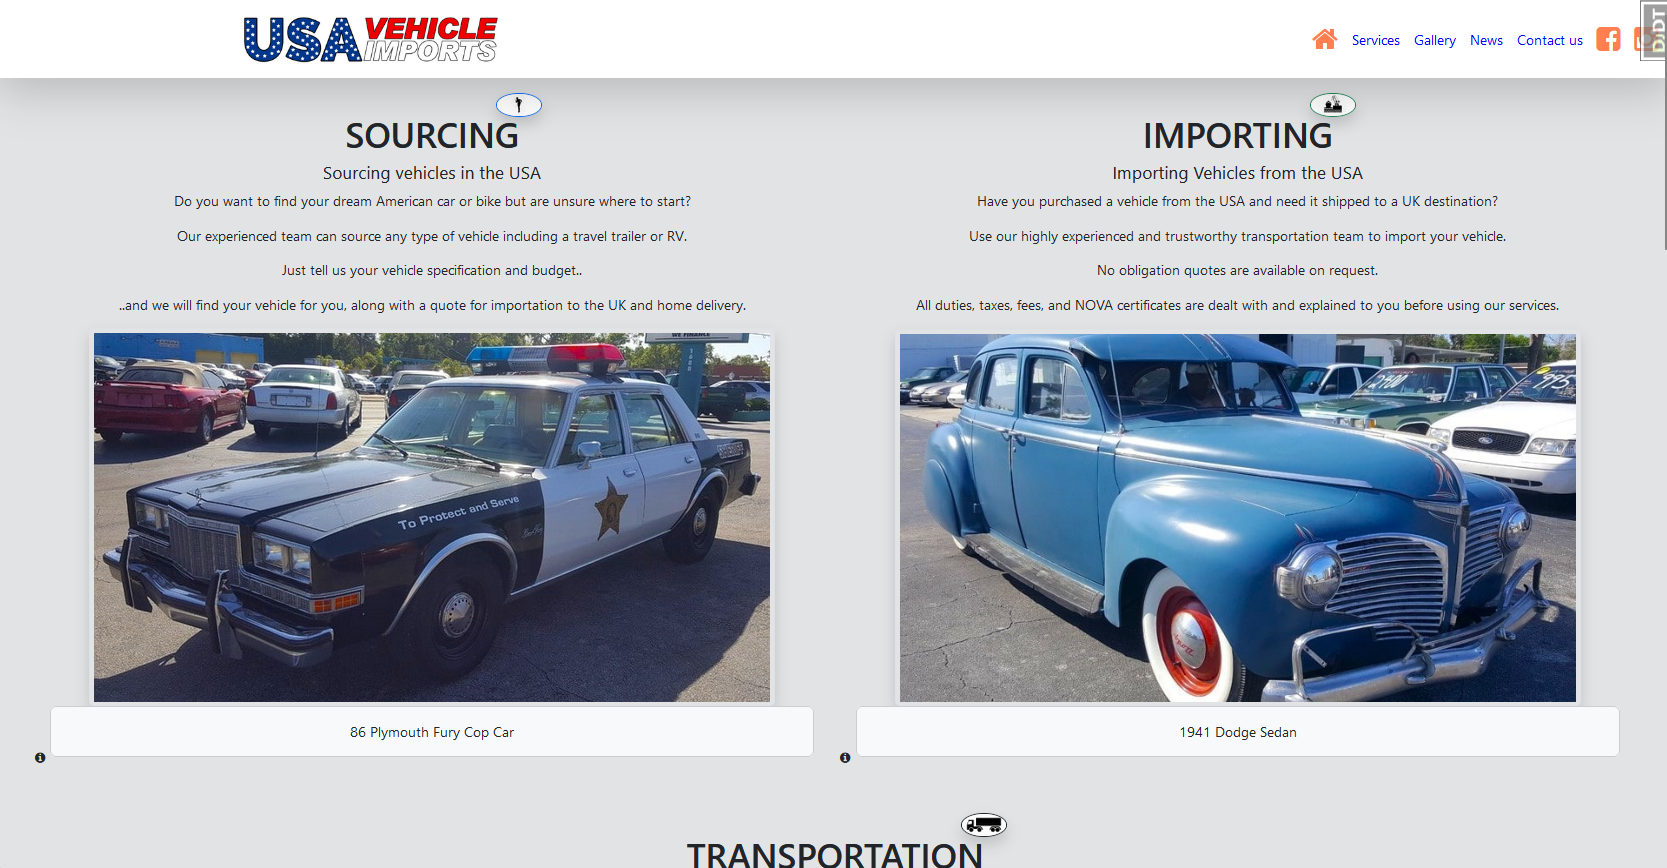 USA VEHICLE
IMPORTS
Services Gallery News Contact us
DjDT
SOURCING
Sourcing vehicles in the USA
Do you want to find your dream American car or bike but are unsure where to start?
Our experienced team can source any type of vehicle including a travel trailer or RV.
Just tell us your vehicle specification and budget..
..and we will find your vehicle for you, along with a quote for importation to the UK and home delivery.
WE FINANCE
To Protect and Serve
86 Plymouth Fury Cop Car
IMPORTING
Importing Vehicles from the USA
Have you purchased a vehicle from the USA and need it shipped to a UK destination?
Use our highly experienced and trustworthy transportation team to import your vehicle.
No obligation quotes are available on request.
All duties, taxes, fees, and NOVA certificates are dealt with and explained to you before using our services.
Ford
1941 Dodge Sedan
TRANSPORTATION